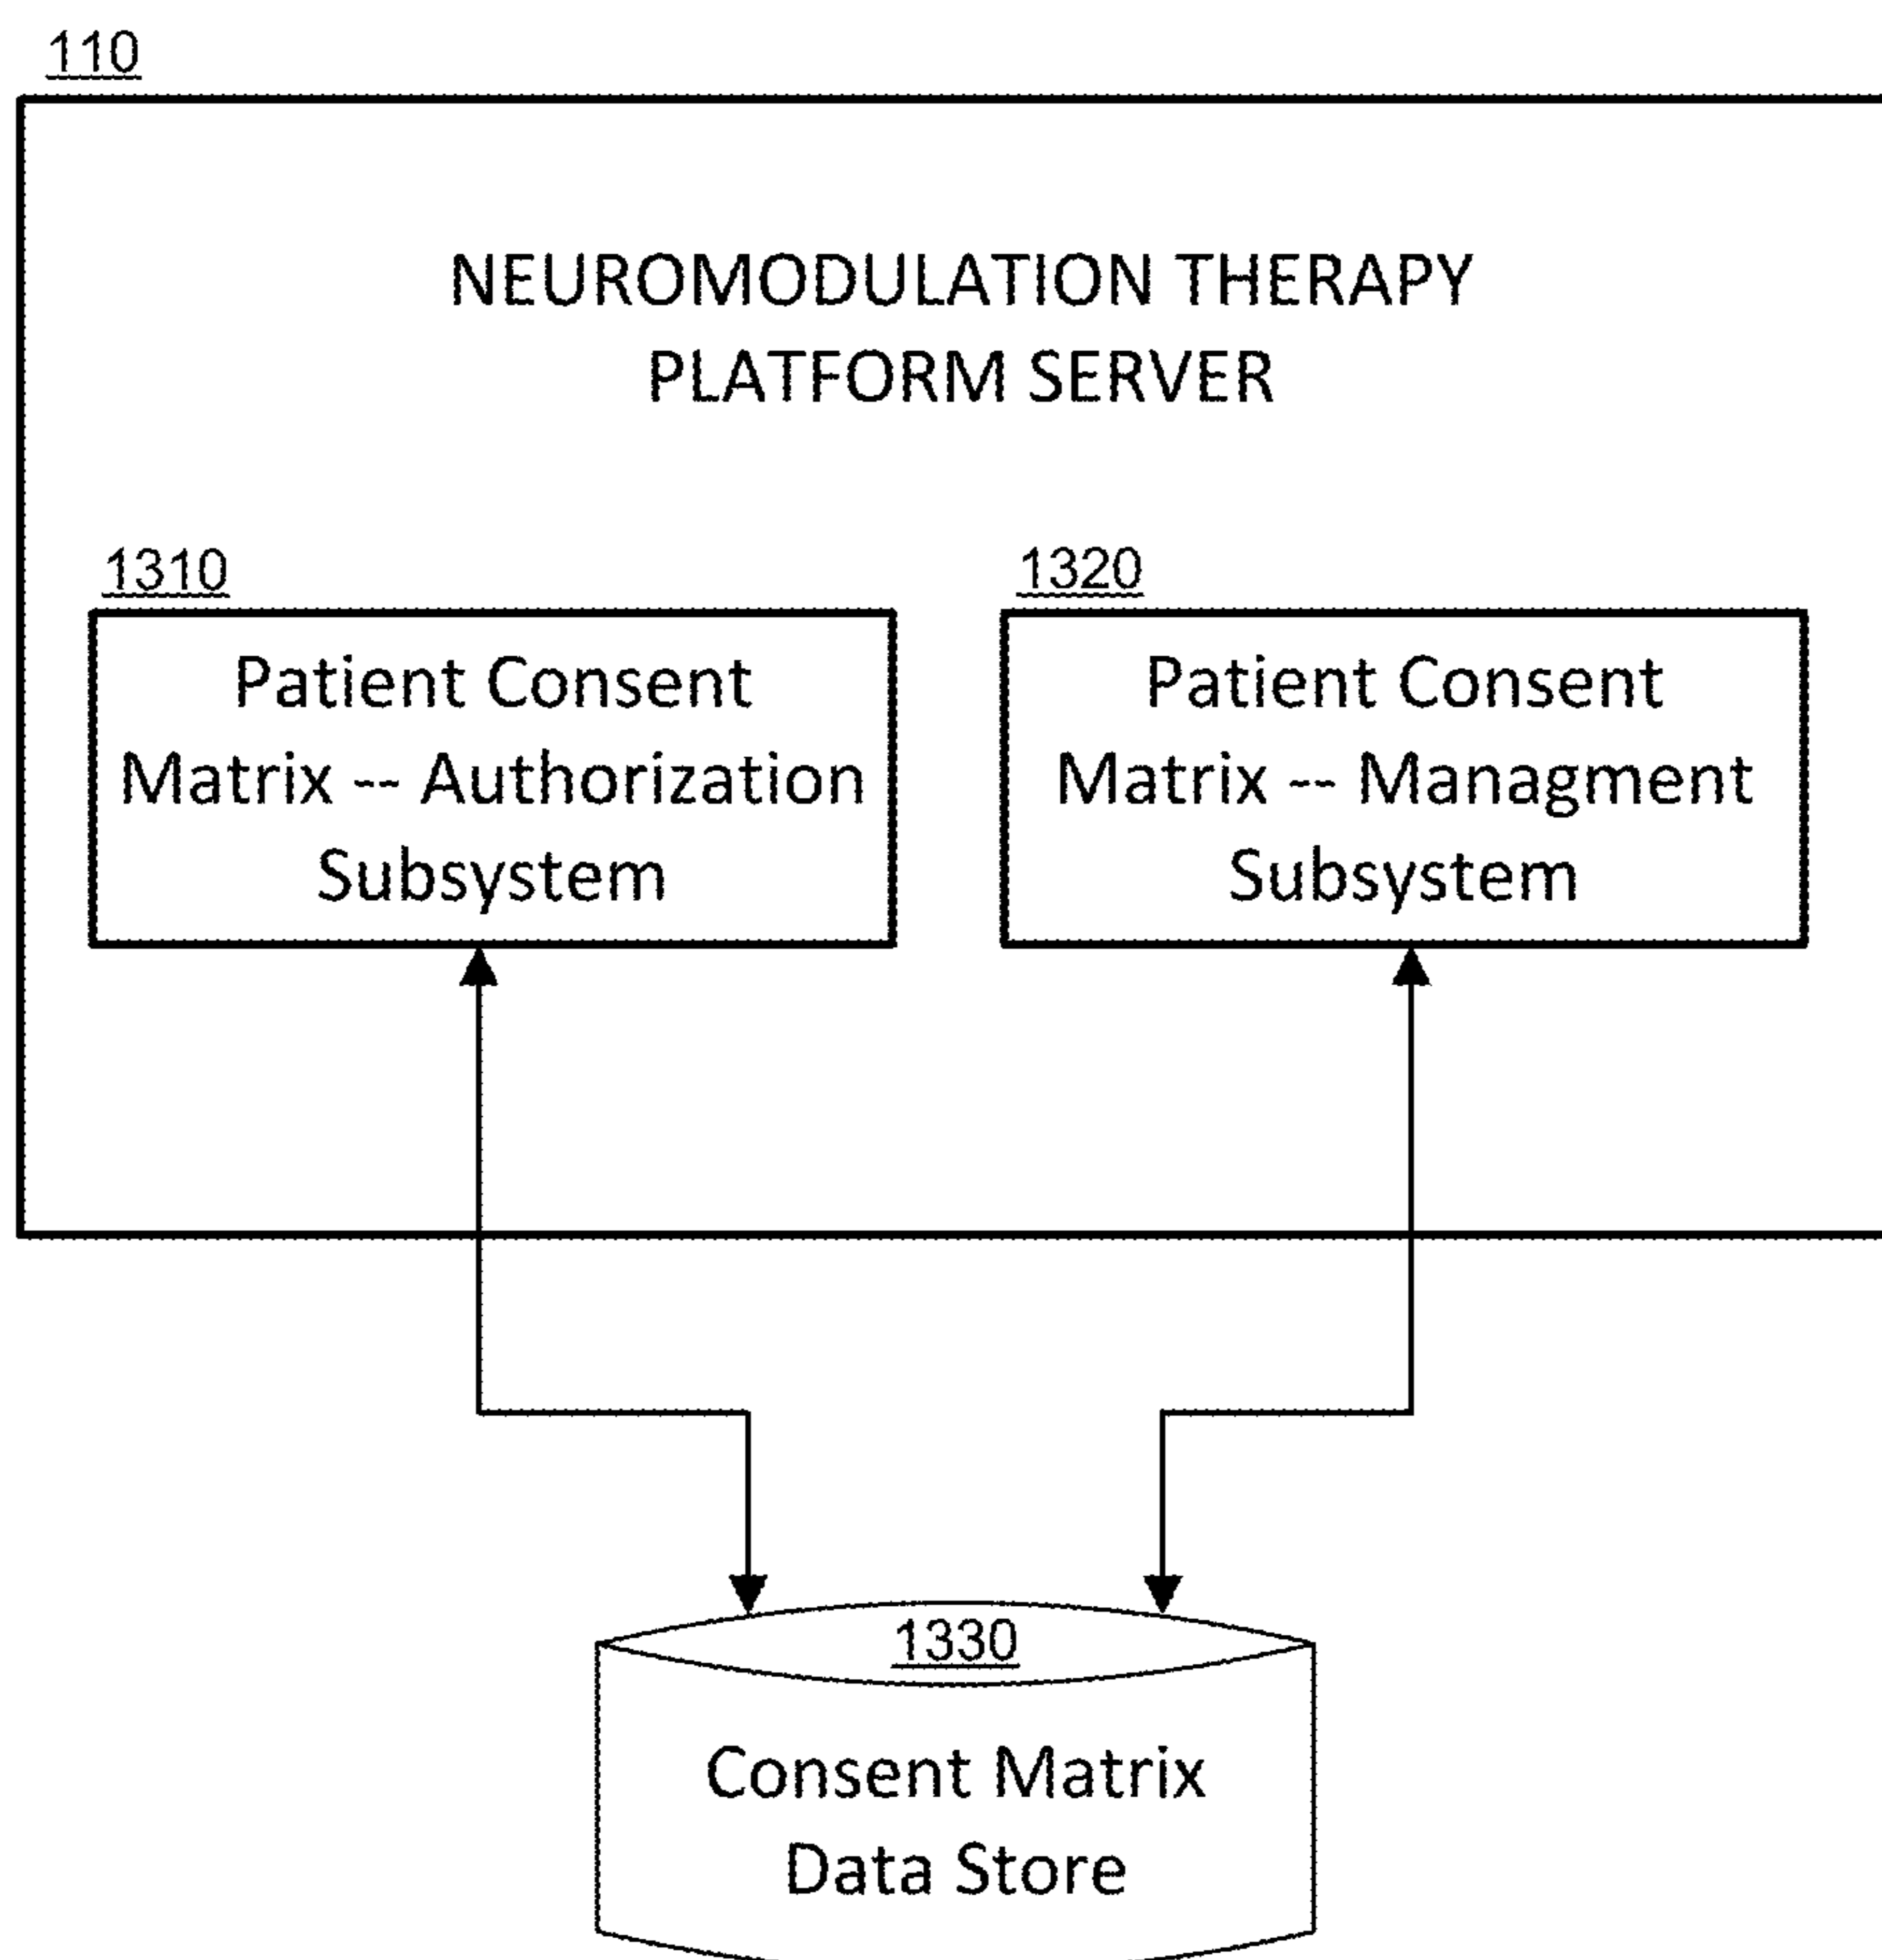 110
NEUROMODULATION THERAPY
PLATFORM SERVER
1310
Patient Consent
Matrix -- Authorization
Subsystem
1320
Patient Consent
Matrix -- Managment
Subsystem
1330
Consent Matrix
Data Store